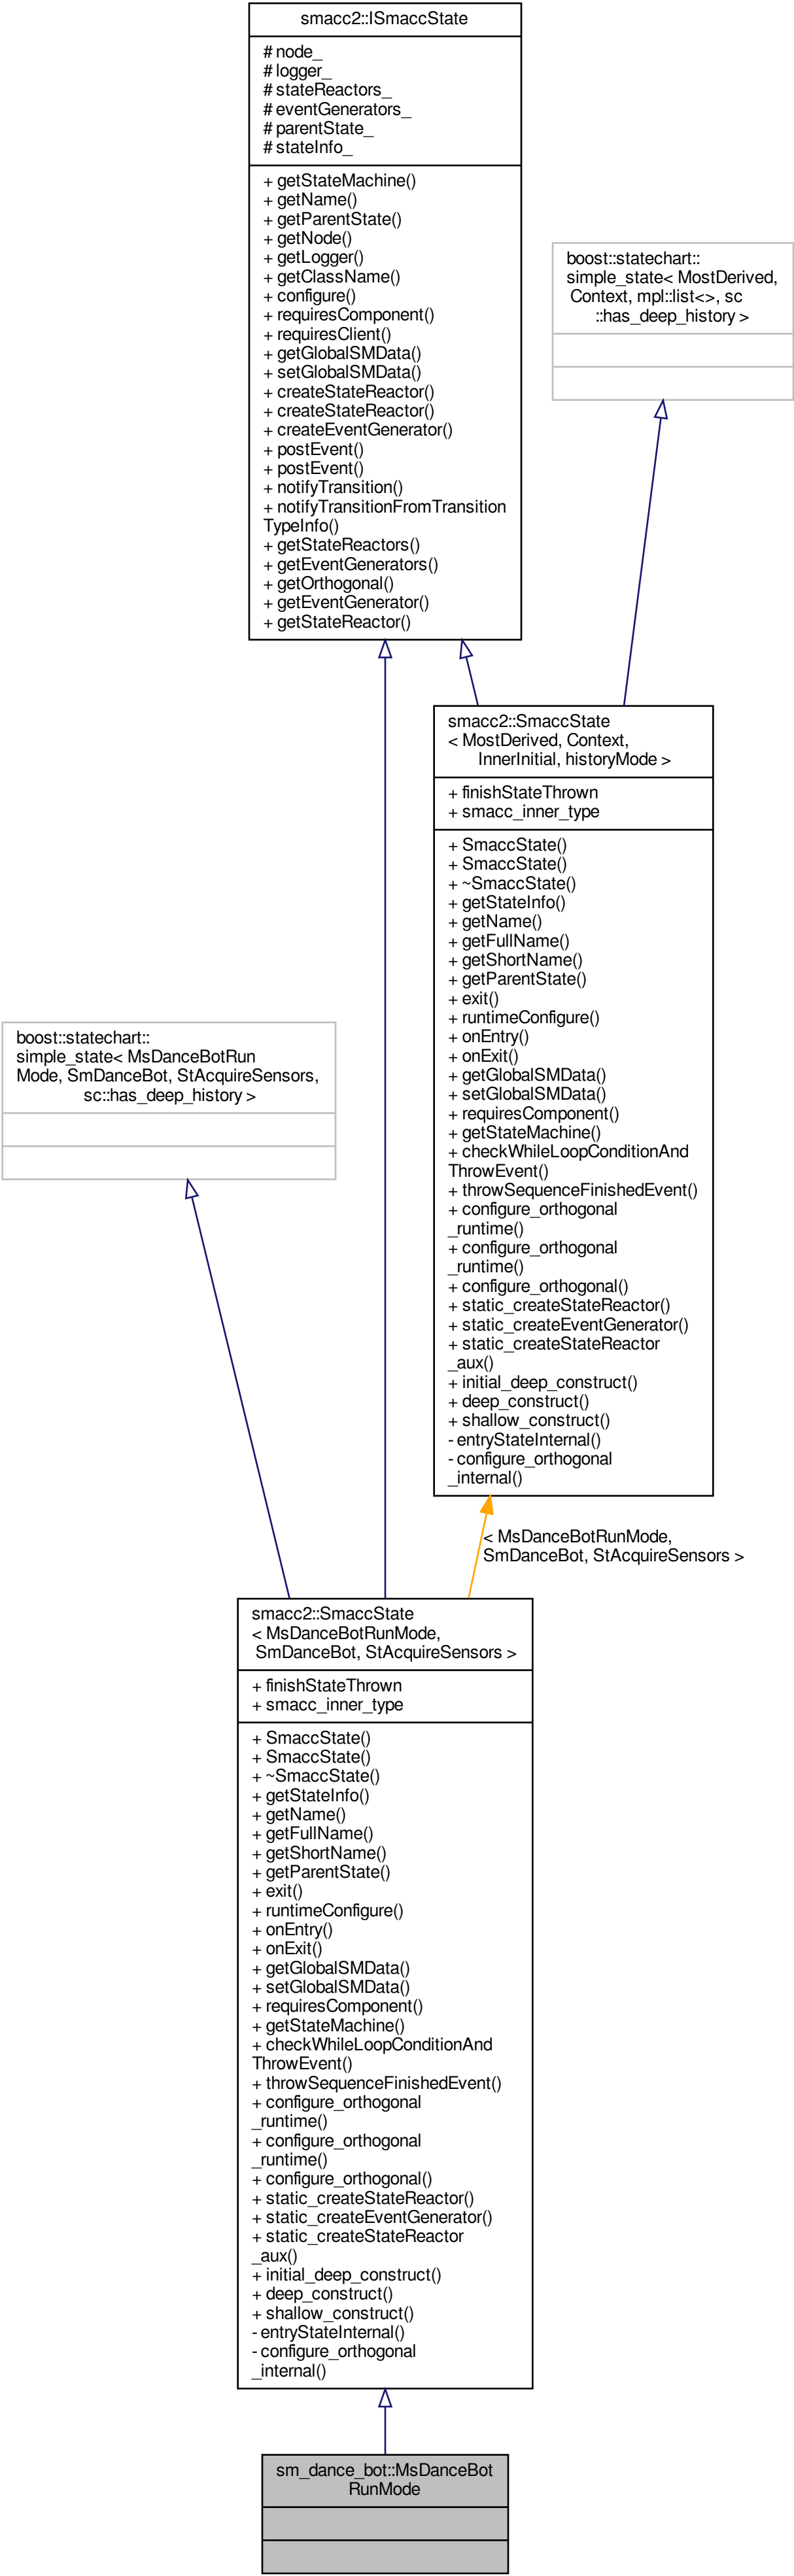 smacc2::ISmaccState
# node_
# logger_
# stateReactors_
# eventGenerators_
# parentState_
# stateInfo_
+ getStateMachine()
+ getName()
+ getParentState()
+ getNode()
+ getLogger()
+ getClassName()
+ configure()
+ requiresComponent()
+ requiresClient()
+ getGlobalSMData()
+ setGlobalSMData()
+ createStateReactor()
+ createStateReactor()
+ createEventGenerator()
+ postEvent()
+ postEvent()
+ notifyTransition()
+ notifyTransitionFromTransition
TypeInfo()
+ getStateReactors()
+ getEventGenerators()
+ getOrthogonal()
+ getEventGenerator()
+ getStateReactor()
boost::statechart::
simple_state< MostDerived,
Context, mpl::list<>, sc
::has_deep_history >
smacc2::SmaccState
< MostDerived, Context,
InnerInitial, historyMode >
+ finishStateThrown
+ smacc_inner_type
+ SmaccState()
+ SmaccState()
+ ~SmaccState()
+ getStateInfo()
+ getName()
+ getFullName()
+ getShortName()
+ getParentState()
+ exit()
+ runtimeConfigure()
+ onEntry()
+ onExit()
+ getGlobalSMData()
+ setGlobalSMData()
+ requiresComponent()
+ getStateMachine()
+ checkWhileLoopConditionAnd
ThrowEvent()
+ throwSequenceFinishedEvent()
+ configure_orthogonal
_runtime()
+ configure_orthogonal
_runtime()
+ configure_orthogonal()
+ static_createStateReactor()
+ static_createEventGenerator()
+ static_createStateReactor
_aux()
+ initial_deep_construct()
+ deep_construct()
+ shallow_construct()
- entryStateInternal()
- configure_orthogonal
_internal()
boost::statechart::
simple_state< MsDanceBotRun
Mode, SmDanceBot, StAcquireSensors,
sc::has_deep_history >
< MsDanceBotRunMode,
SmDanceBot, StAcquireSensors >
smacc2::SmaccState
< MsDanceBotRunMode,
SmDanceBot, StAcquireSensors >
+ finishStateThrown
+ smacc_inner_type
+ SmaccState()
+ SmaccState()
+ ~SmaccState()
+ getStateInfo()
+ getName()
+ getFullName()
+ getShortName()
+ getParentState()
+ exit()
+ runtimeConfigure()
+ onEntry()
+ onExit()
+ getGlobalSMData()
+ setGlobalSMData()
+ requiresComponent()
+ getStateMachine()
+ checkWhileLoopConditionAnd
ThrowEvent()
+ throwSequenceFinishedEvent()
+ configure_orthogonal
_runtime()
+ configure_orthogonal
_runtime()
+ configure_orthogonal()
+ static_createStateReactor()
+ static_createEventGenerator()
+ static_createStateReactor
_aux()
+ initial_deep_construct()
+ deep_construct()
+ shallow_construct()
- entryStateInternal()
- configure_orthogonal
_internal()
sm_dance_bot::MsDanceBot
RunMode